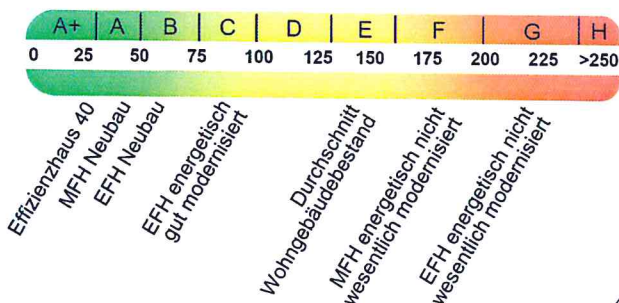 A+ A B C D E F G H
0 25 50 75 100 125 150 175 200 225 >250
Effizienzhaus 40
MFH Neubau
EFH Neubau
EFH energetisch
gut modernisiert
Durchschnitt
Wohngebäudebestand
MFH energetisch nicht
wesentlich modernisiert
EFH energetisch nicht
wesentlich modernisiert